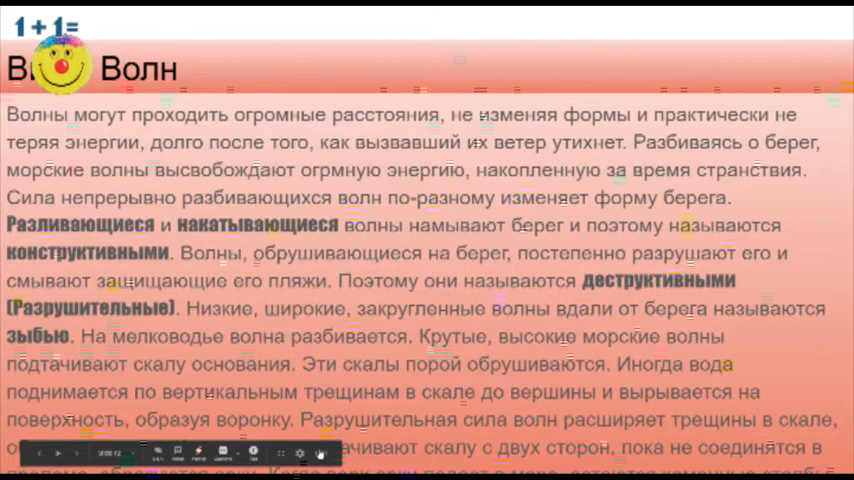 1 + 1 =
Волн
Волны могут проходить огромные расстояния, не изменяя формы и практически не
теряя энергии, долго после того, как вызвавший их ветер утихнет. Разбиваясь о берег,
морские волны высвобождают огрмную энергию, накопленную за время странствия.
Сила непрерывно разбивающихся волн по-разному изменяет форму берега.
Разливающиеся и накатывающиеся волны намывают берег и поэтому называются
конструктивными. Волны, обрушивающиеся на берег, постепенно разрушают его и
смывают защищающие его пляжи. Поэтому они называются деструктивными
(Разрушительные). Низкие, широкие, закругленные волны вдали от берега называются
зыбью. На мелководье волна разбивается. Крутые, высокие морские волны
подтачивают скалу основания. Эти скалы порой обрушиваются. Иногда вода
поднимается по вертикальным трещинам в скале до вершины и вырывается на
поверхность, образуя воронку. Разрушительная сила волн расширяет трещины в скале,
скалу с двух сторон, пока не соединятся в